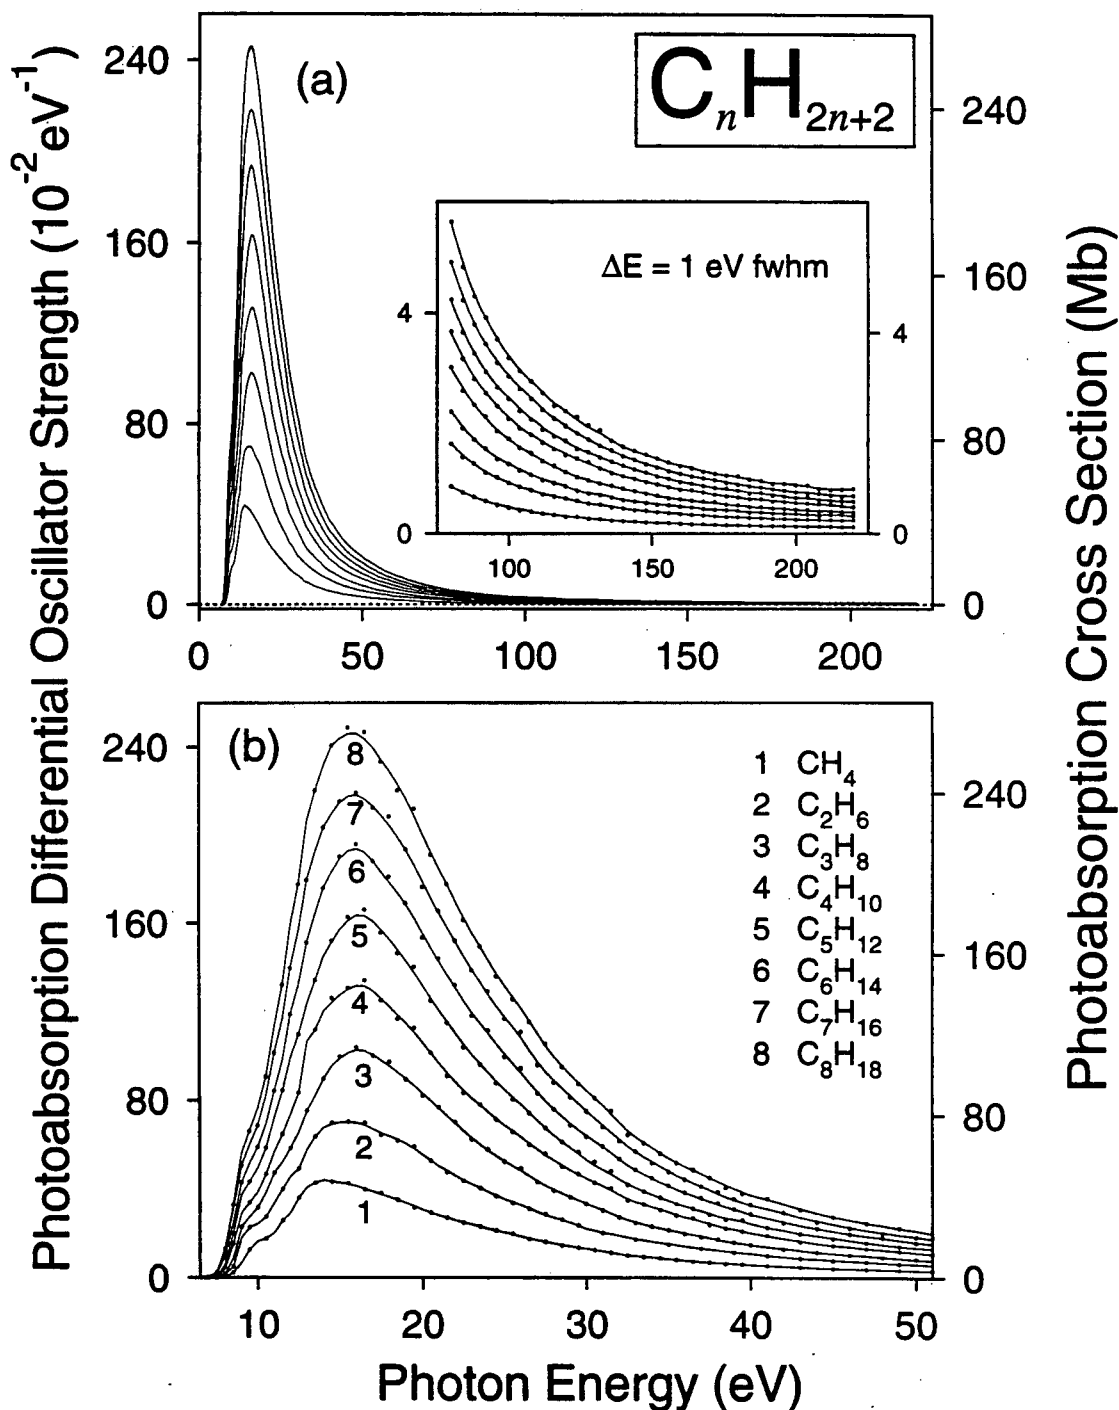 Photoabsorption Differential Oscillator Strength (10⁻² eV⁻¹)
Photoabsorption Cross Section (Mb)
(a)
CₙH₂ₙ₊₂
240
160
80
0
240
160
80
0
ΔE = 1 eV fwhm
4
0
4
0
100
150
200
0
50
100
150
200
(b)
240
160
80
0
240
160
80
0
8
7
6
5
4
3
2
1
1 CH₄
2 C₂H₆
3 C₃H₈
4 C₄H₁₀
5 C₅H₁₂
6 C₆H₁₄
7 C₇H₁₆
8 C₈H₁₈
10
20
30
40
50
Photon Energy (eV)